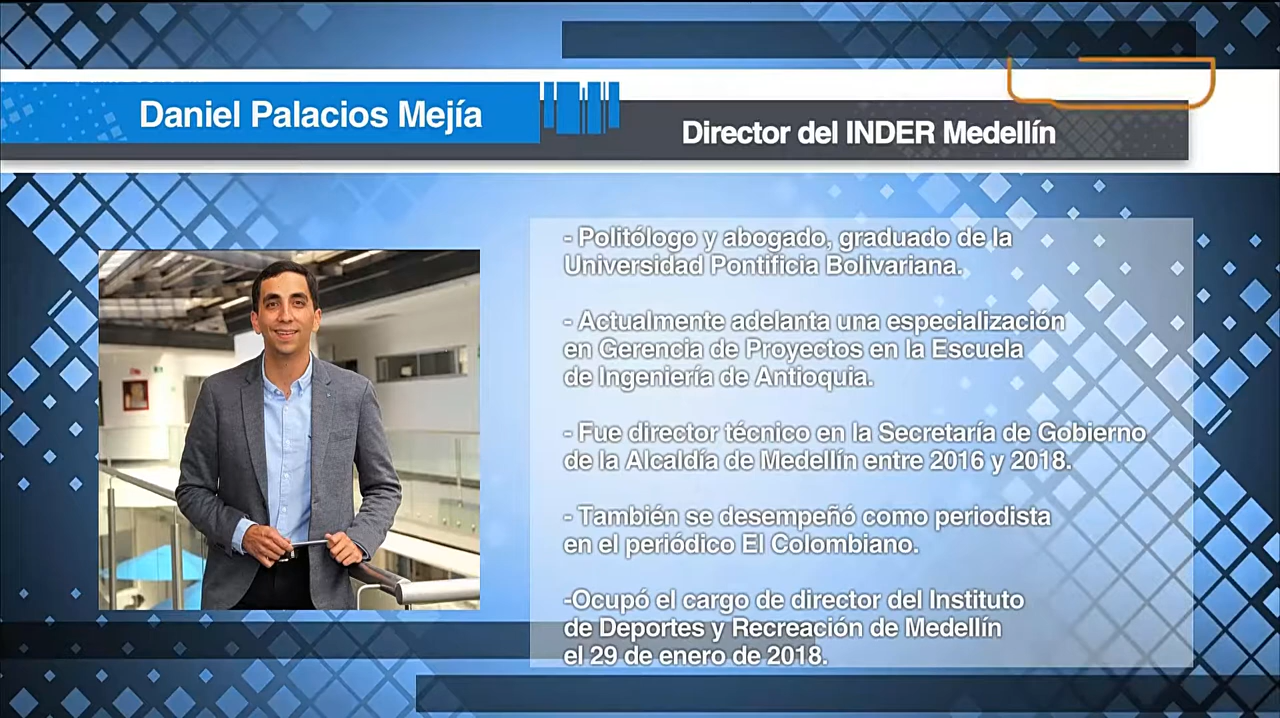 Daniel Palacios Mejía
Director del INDER Medellín
- Politólogo y abogado, graduado de la
Universidad Pontificia Bolivariana.
- Actualmente adelanta una especialización
en Gerencia de Proyectos en la Escuela
de Ingeniería de Antioquia.
- Fue director técnico en la Secretaría de Gobierno
de la Alcaldía de Medellín entre 2016 y 2018.
- También se desempeñó como periodista
en el periódico El Colombiano.
-Ocupó el cargo de director del Instituto
de Deportes y Recreación de Medellín
el 29 de enero de 2018.